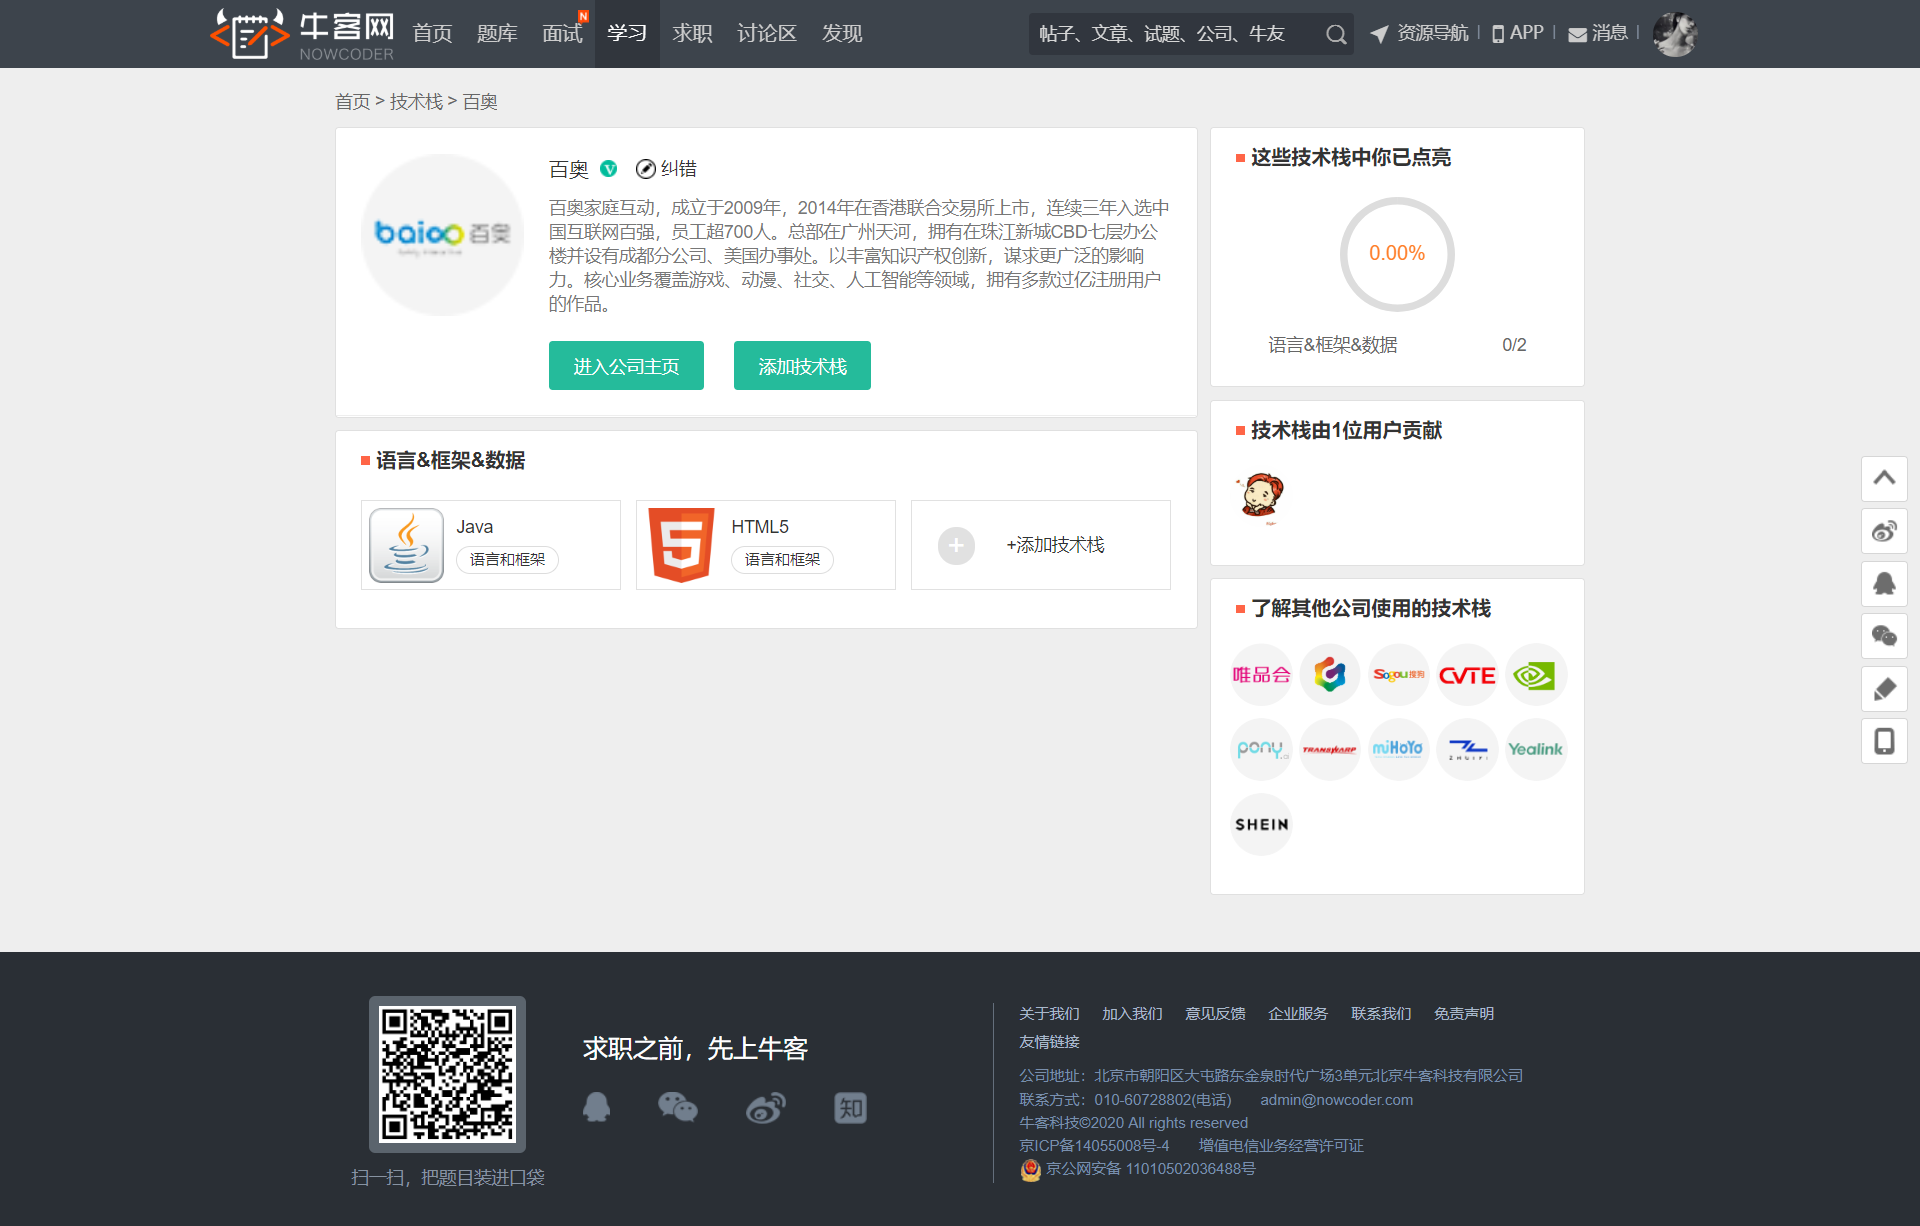 牛客网
NOWCODER
首页 题库 面试 N 学习 求职 讨论区 发现
帖子、文章、试题、公司、牛友
资源导航 APP 消息
首页 > 技术栈 > 百奥
baioo 百奥
百奥 V 纠错
百奥家庭互动，成立于2009年，2014年在香港联合交易所上市，连续三年入选中
国互联网百强，员工超700人。总部在广州天河，拥有在珠江新城CBD七层办公
楼并设有成都分公司、美国办事处。以丰富知识产权创新，谋求更广泛的影响
力。核心业务覆盖游戏、动漫、社交、人工智能等领域，拥有多款过亿注册用户
的作品。
进入公司主页 添加技术栈
语言&框架&数据
Java
语言和框架
HTML5
语言和框架
+添加技术栈
这些技术栈中你已点亮
0.00%
语言&框架&数据 0/2
技术栈由1位用户贡献
了解其他公司使用的技术栈
唯品会 Sogou搜狗 CVTE
pony.ai TRANSWARP miHoYo ZHUIYI Yealink
SHEIN
扫一扫，把题目装进口袋
求职之前，先上牛客
知
关于我们 加入我们 意见反馈 企业服务 联系我们 免责声明
友情链接
公司地址：北京市朝阳区大屯路东金泉时代广场3单元北京牛客科技有限公司
联系方式：010-60728802(电话) admin@nowcoder.com
牛客科技©2020 All rights reserved
京ICP备14055008号-4 增值电信业务经营许可证
京公网安备 11010502036488号